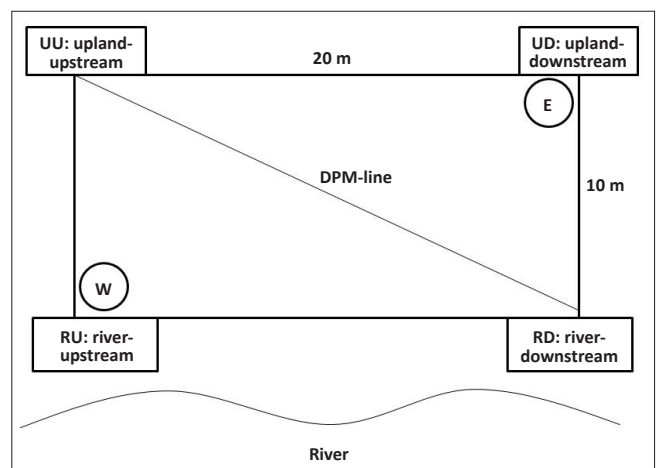 UU: upland-
upstream
20 m
UD: upland-
downstream
E
DPM-line
10 m
W
RU: river-
upstream
RD: river-
downstream
River